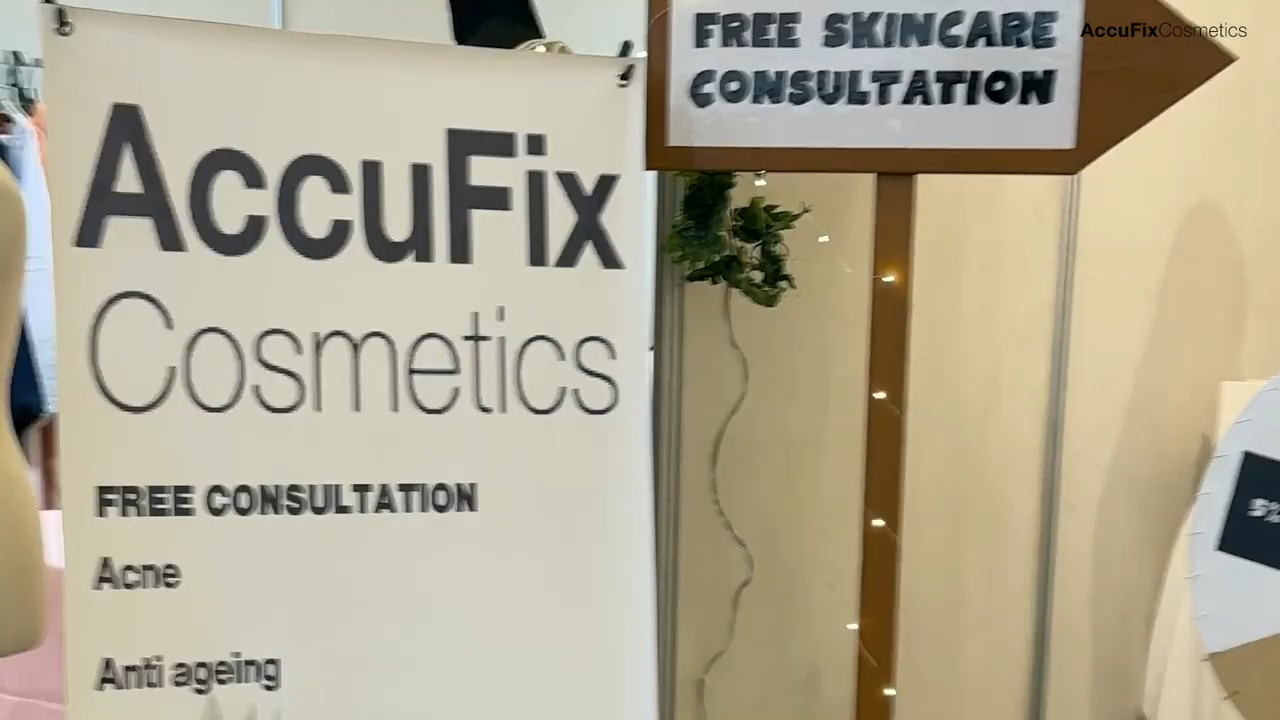 AccuFix
Cosmetics
FREE CONSULTATION
Acne
Anti ageing
FREE SKINCARE
CONSULTATION
AccuFixCosmetics